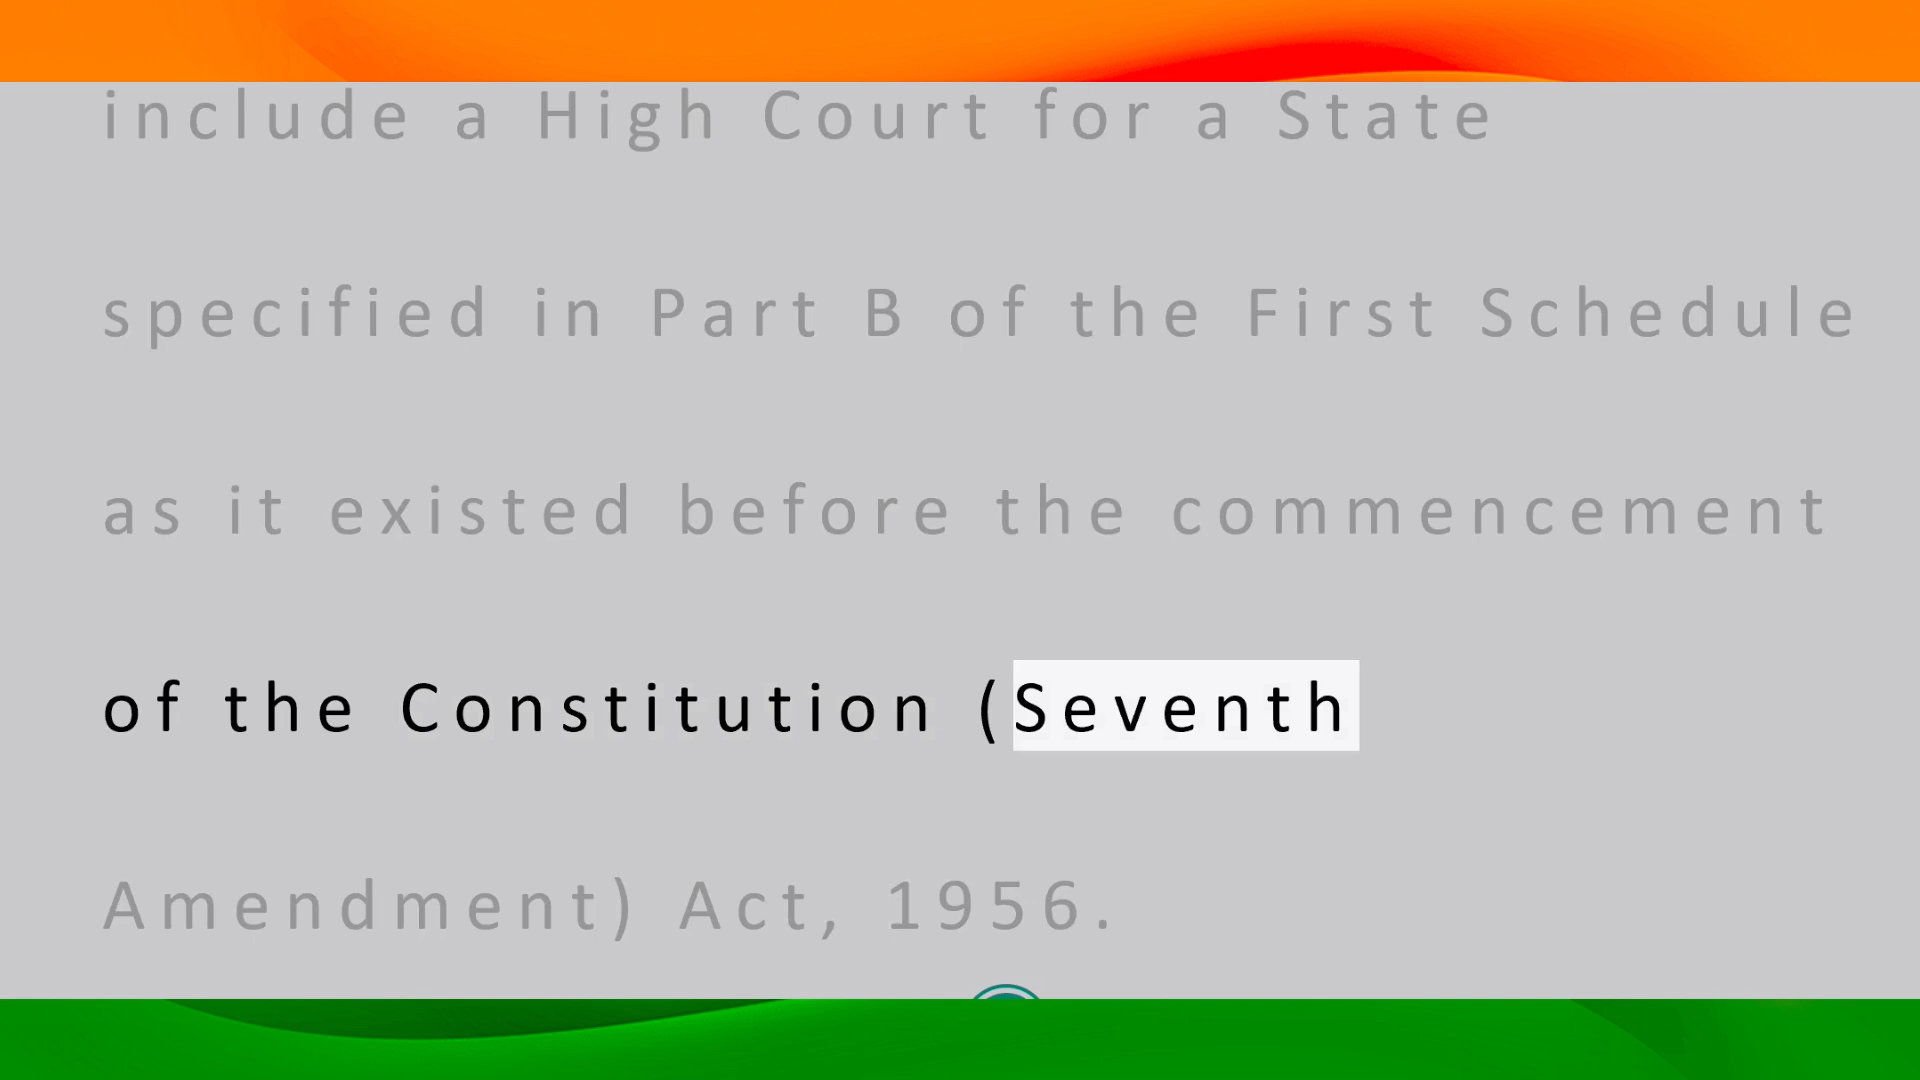 include a High Court for a State
specified in Part B of the First Schedule
as it existed before the commencement
of the Constitution (Seventh
Amendment) Act, 1956.